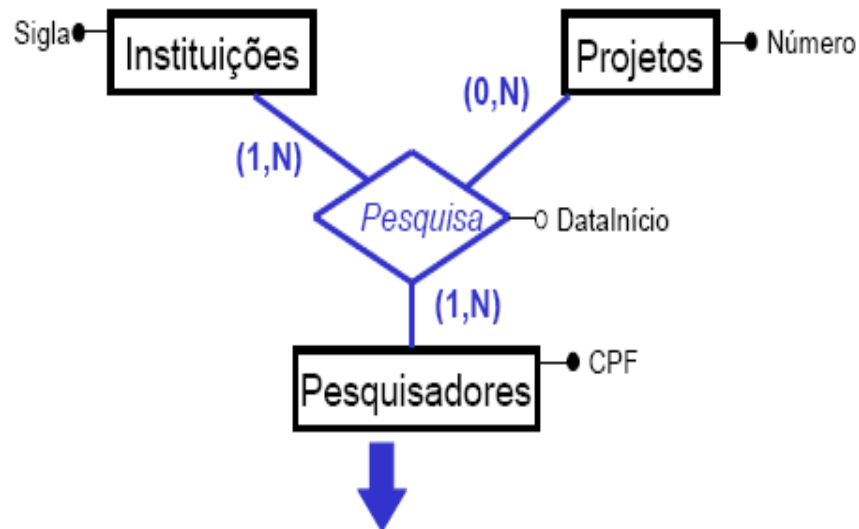 Sigla
Instituições
Projetos
Número
(0,N)
(1,N)
Pesquisa
DataInício
(1,N)
CPF
Pesquisadores